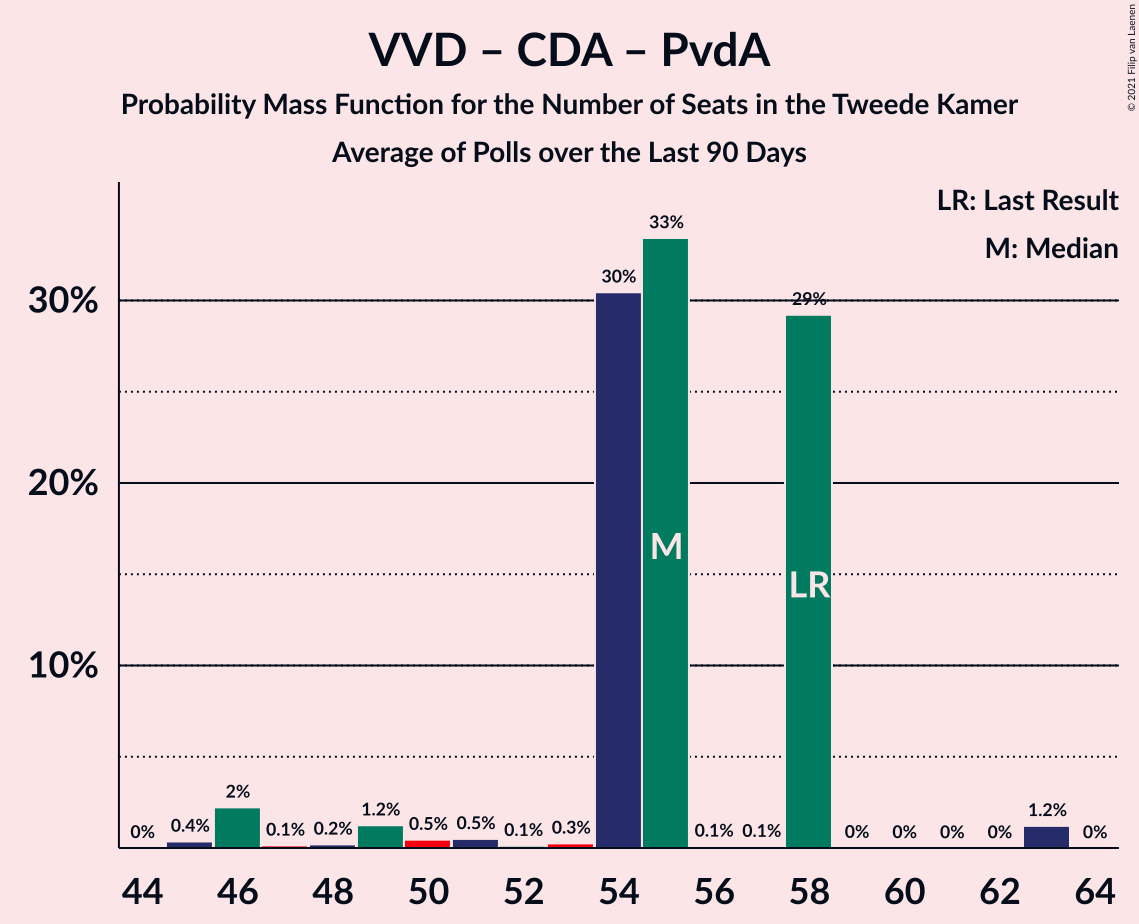 VVD – CDA – PvdA
Probability Mass Function for the Number of Seats in the Tweede Kamer
Average of Polls over the Last 90 Days
© 2021 Filip van Laenen
LR: Last Result
M: Median
30%
20%
10%
0%
0.4%
2%
0.1%
0.2%
1.2%
0.5%
0.5%
0.1%
0.3%
30%
33%
0.1%
0.1%
29%
0%
0%
0%
0%
1.2%
0%
M
LR
44 46 48 50 52 54 56 58 60 62 64